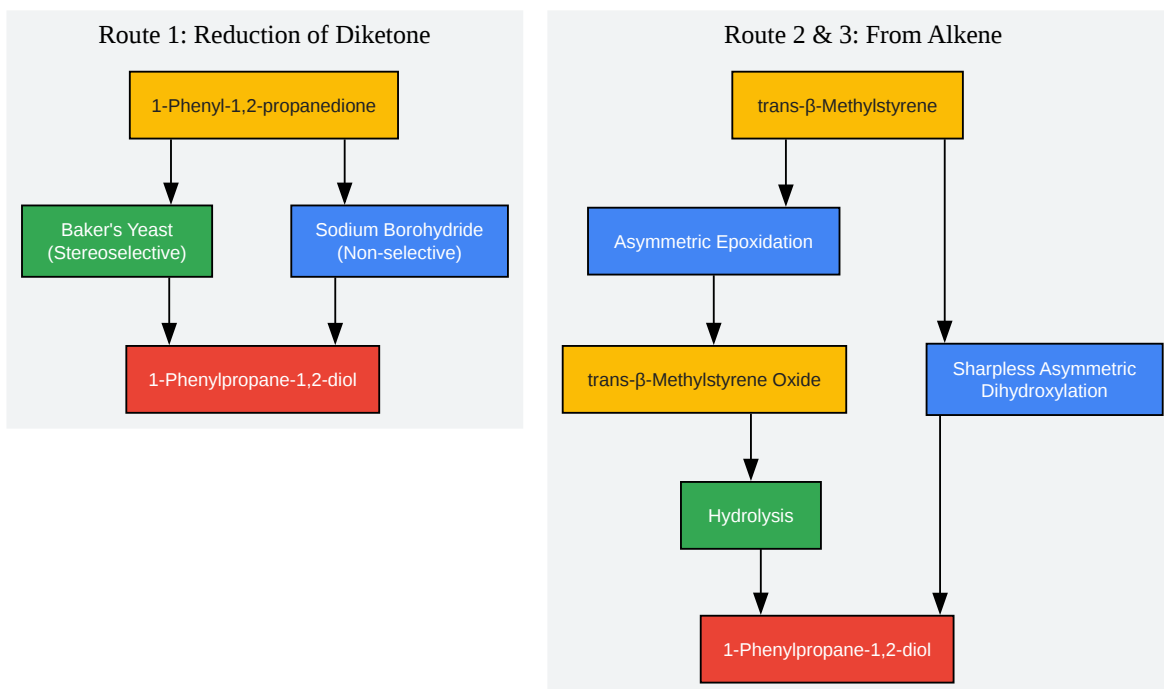 Route 1: Reduction of Diketone
1-Phenyl-1,2-propanedione
Baker's Yeast
(Stereoselective)
Sodium Borohydride
(Non-selective)
1-Phenylpropane-1,2-diol
Route 2 & 3: From Alkene
trans-β-Methylstyrene
Asymmetric Epoxidation
trans-β-Methylstyrene Oxide
Sharpless Asymmetric
Dihydroxylation
Hydrolysis
1-Phenylpropane-1,2-diol